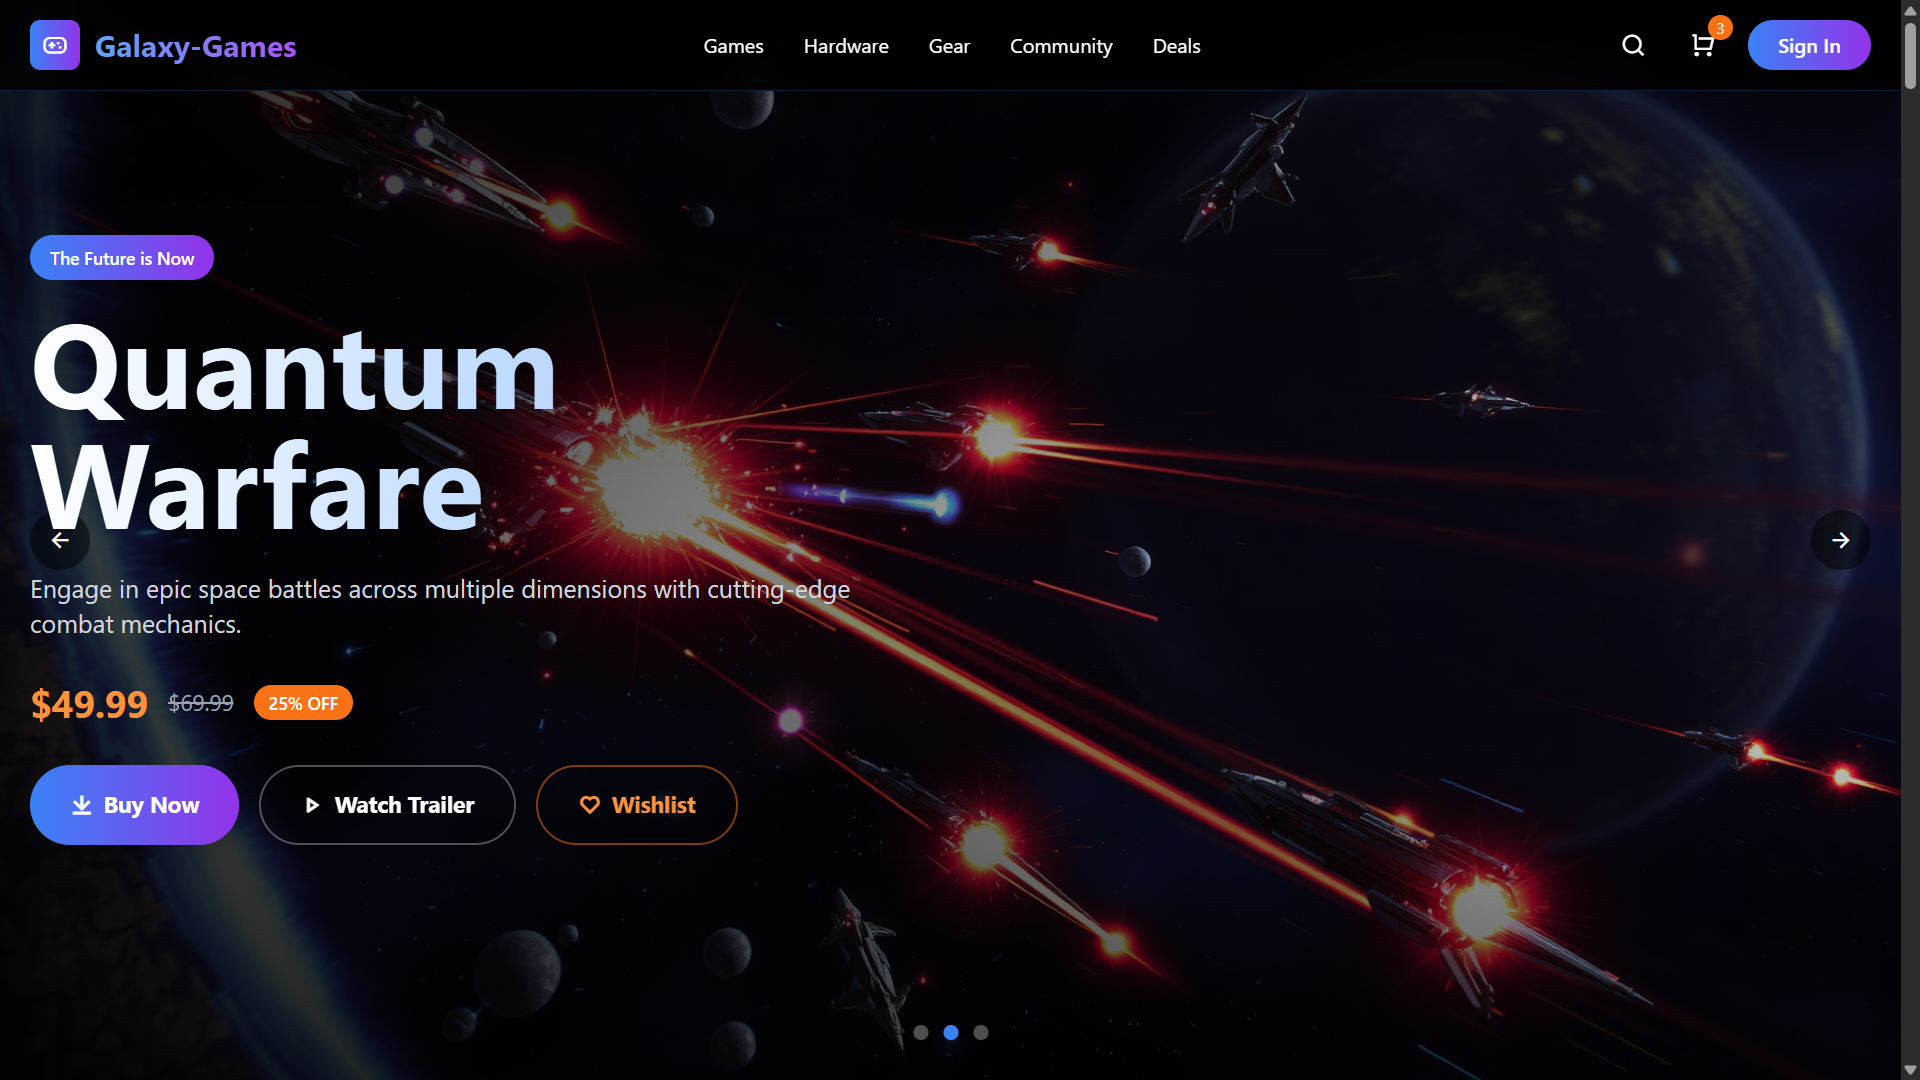 Galaxy-Games
Games
Hardware
Gear
Community
Deals
3
Sign In
The Future is Now
Quantum
Warfare
Engage in epic space battles across multiple dimensions with cutting-edge
combat mechanics.
$49.99 $69.99 25% OFF
Buy Now
Watch Trailer
Wishlist